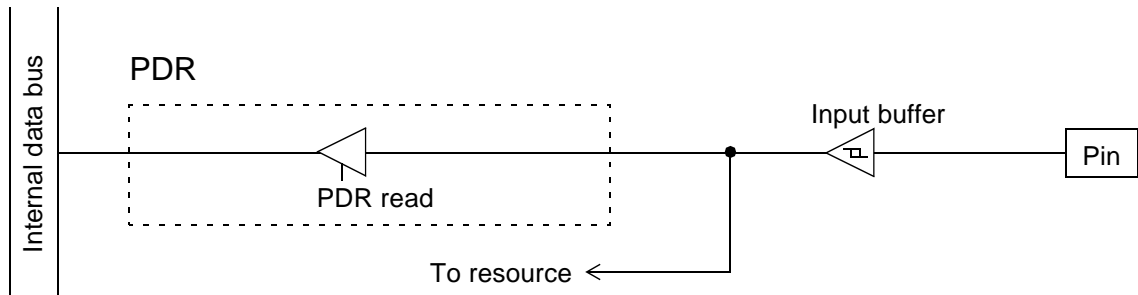 Internal data bus
PDR
PDR read
Input buffer
Pin
To resource